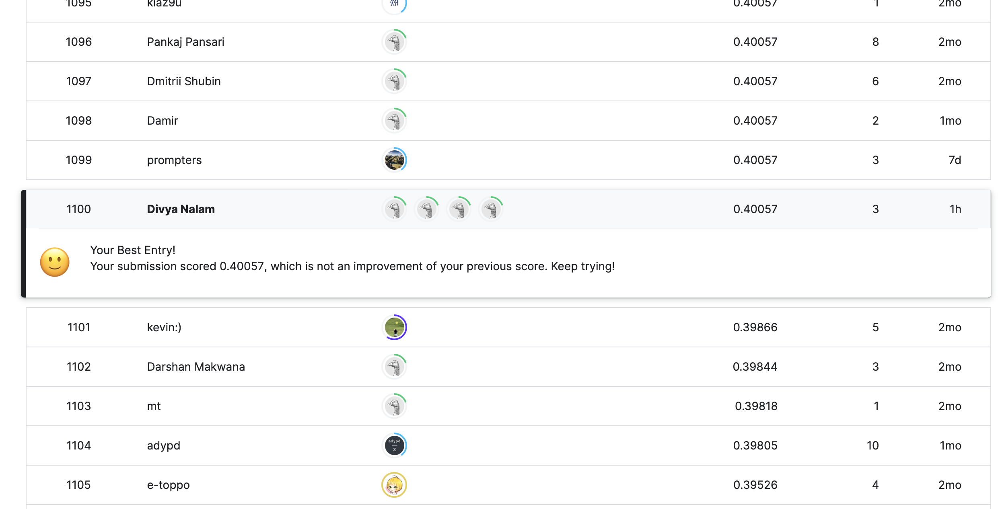 1095 kiaz9u KH 0.40057 1 2mo
1096 Pankaj Pansari 0.40057 8 2mo
1097 Dmitrii Shubin 0.40057 6 2mo
1098 Damir 0.40057 2 1mo
1099 prompters 0.40057 3 7d
1100 Divya Nalam 0.40057 3 1h
Your Best Entry!
Your submission scored 0.40057, which is not an improvement of your previous score. Keep trying!
1101 kevin:) 0.39866 5 2mo
1102 Darshan Makwana 0.39844 3 2mo
1103 mt 0.39818 1 2mo
1104 adypd adypd 0.39805 10 1mo
1105 e-toppo 0.39526 4 2mo